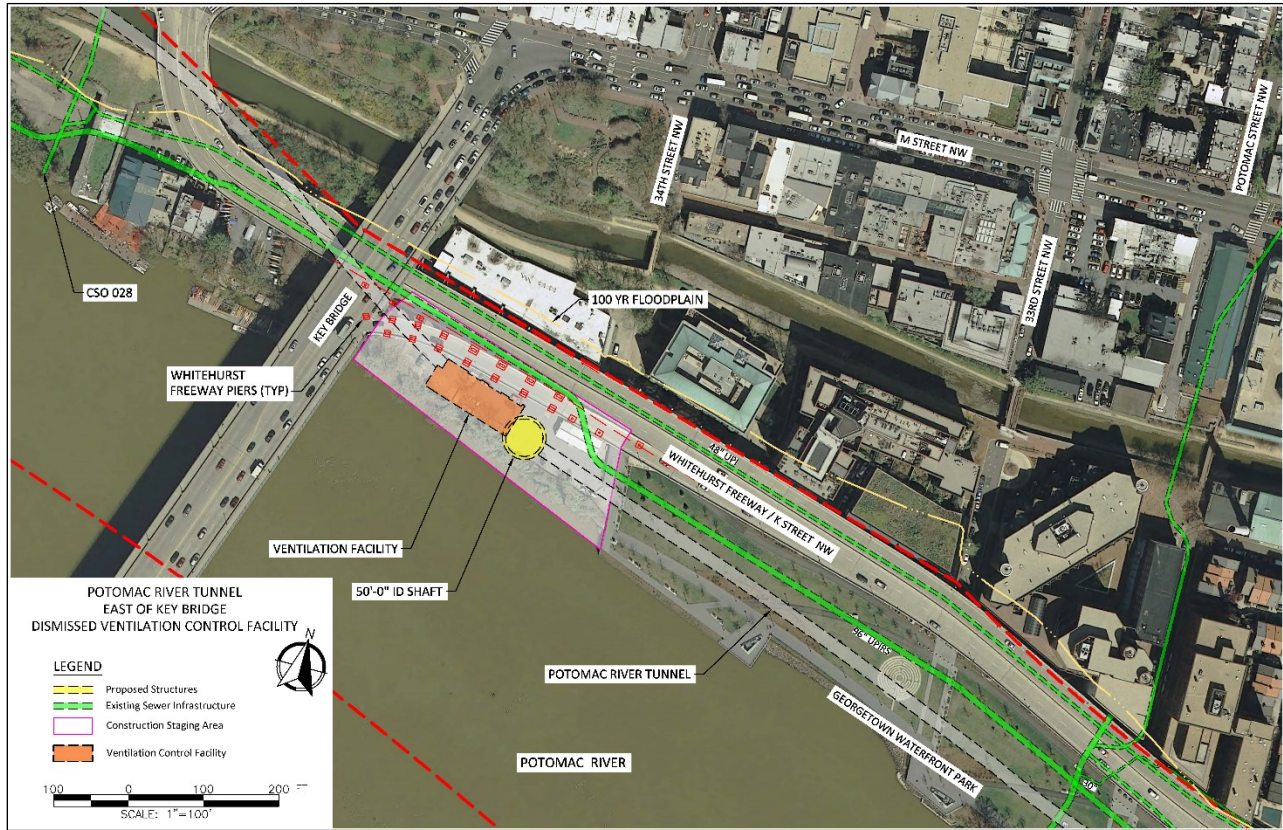 M STREET NW
34TH STREET NW
33RD STREET NW
POTOMAC STREET NW
CSO 028
KEY BRIDGE
100 YR FLOODPLAIN
WHITEHURST
FREEWAY PIERS (TYP)
48" UPI
WHITEHURST FREEWAY / K STREET NW
VENTILATION FACILITY
50'-0" ID SHAFT
96" UPIRS
POTOMAC RIVER TUNNEL
GEORGETOWN WATERFRONT PARK
POTOMAC RIVER
30"
POTOMAC RIVER TUNNEL
EAST OF KEY BRIDGE
DISMISSED VENTILATION CONTROL FACILITY
N
LEGEND
Proposed Structures
Existing Sewer Infrastructure
Construction Staging Area
Ventilation Control Facility
100 0 100 200
SCALE: 1"=100'